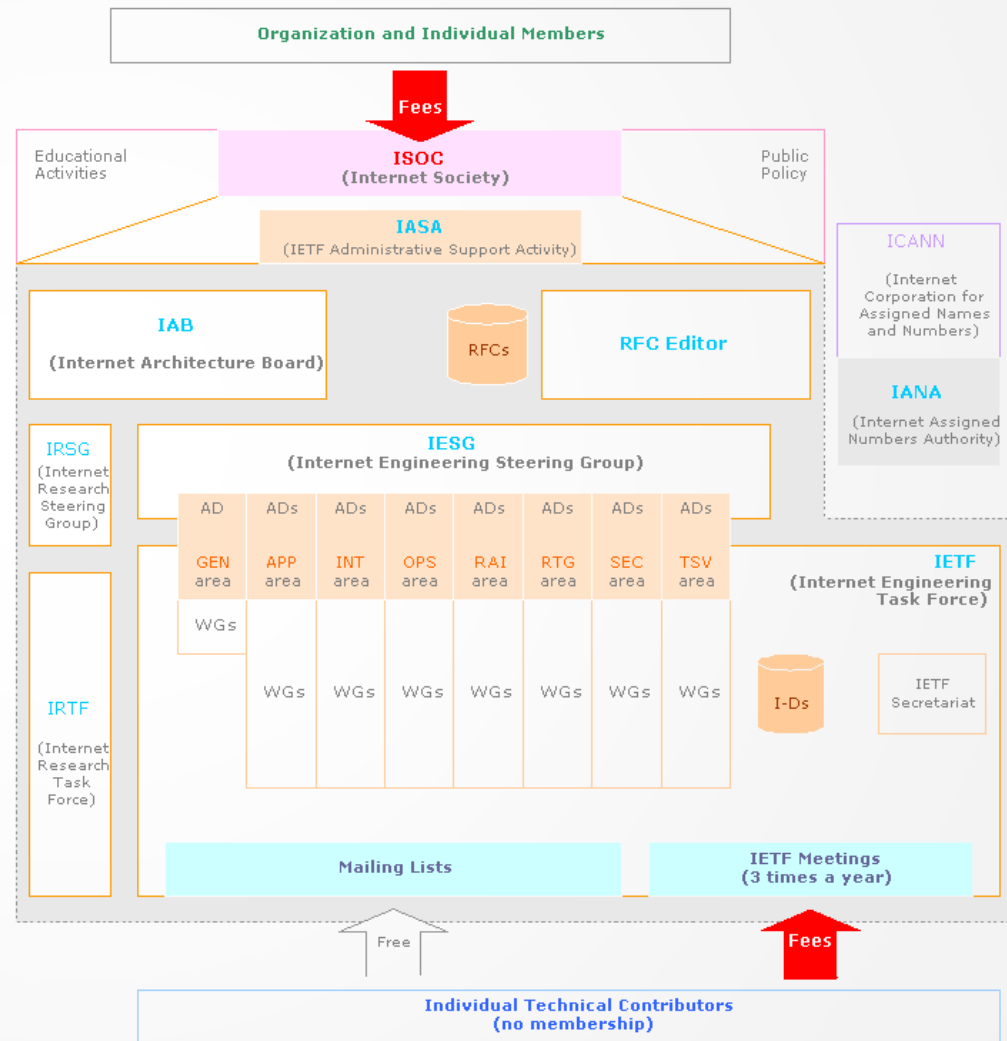 Organization and Individual Members
Fees
Educational
Activities
ISOC
(Internet Society)
Public
Policy
IASA
(IETF Administrative Support Activity)
ICANN
(Internet
Corporation for
Assigned Names
and Numbers)
IAB
(Internet Architecture Board)
RFCs
RFC Editor
IANA
(Internet Assigned
Numbers Authority)
IRSG
(Internet
Research
Steering
Group)
IESG
(Internet Engineering Steering Group)
AD ADs ADs ADs ADs ADs ADs ADs
GEN APP INT OPS RAI RTG SEC TSV
area area area area area area area area
IETF
(Internet Engineering
Task Force)
WGs
WGs WGs WGs WGs WGs WGs WGs
I-Ds
IETF
Secretariat
IRTF
(Internet
Research
Task
Force)
Mailing Lists
IETF Meetings
(3 times a year)
Free
Fees
Individual Technical Contributors
(no membership)